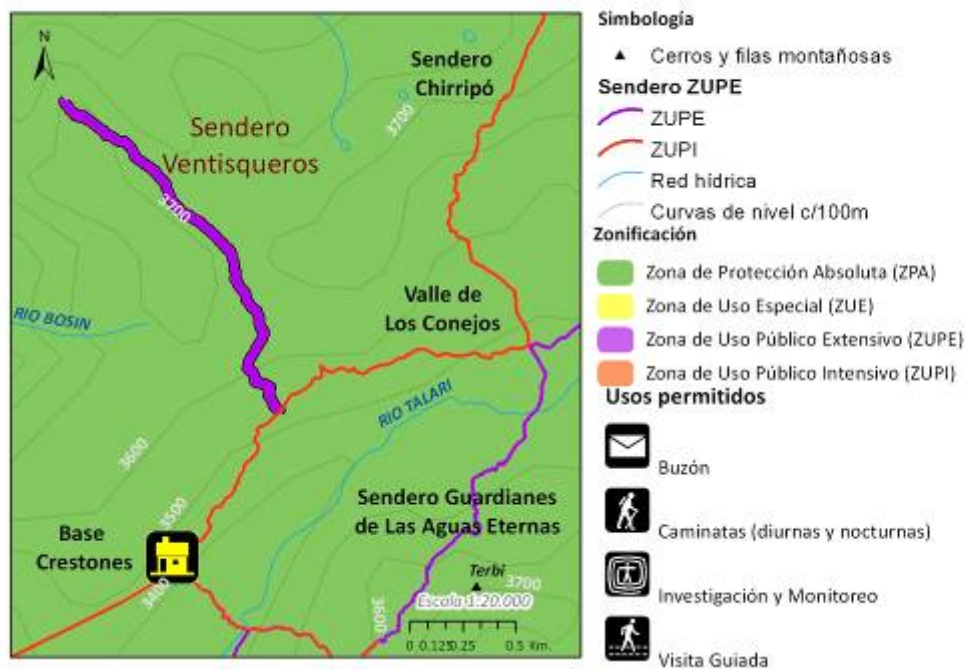 N
Sendero
Chirripó
3700
Sendero
Ventisqueros
3700
RIO BOSIN
Valle de
Los Conejos
RIO TALARI
3600
3500
Sendero Guardianes
de Las Aguas Eternas
Base
Crestones
3400
Terbi
3700
3600
Escala 1:20.000
0 0.125 0.25 0.5 Km.
Simbología
Cerros y filas montañosas
Sendero ZUPE
ZUPE
ZUPI
Red hídrica
Curvas de nivel c/100m
Zonificación
Zona de Protección Absoluta (ZPA)
Zona de Uso Especial (ZUE)
Zona de Uso Público Extensivo (ZUPE)
Zona de Uso Público Intensivo (ZUPI)
Usos permitidos
Buzón
Caminatas (diurnas y nocturnas)
Investigación y Monitoreo
Visita Guiada